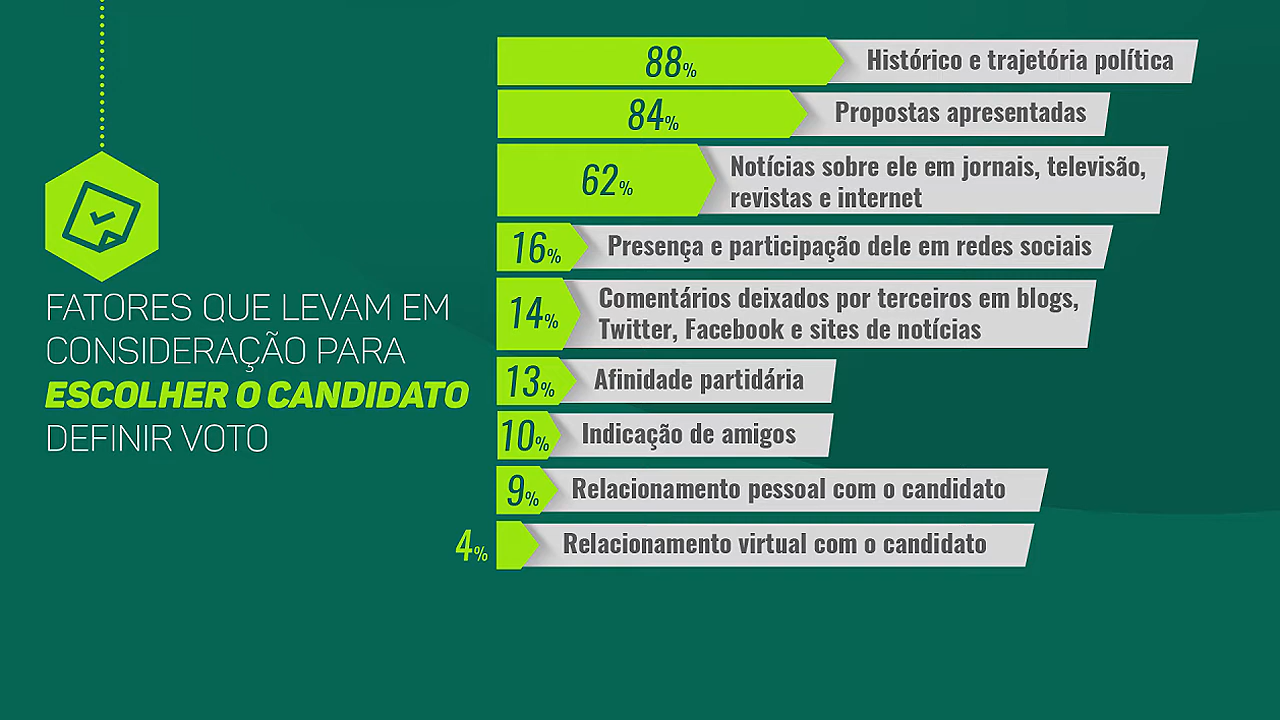 FATORES QUE LEVAM EM
CONSIDERAÇÃO PARA
ESCOLHER O CANDIDATO
DEFINIR VOTO
88% Histórico e trajetória política
84% Propostas apresentadas
62% Notícias sobre ele em jornais, televisão,
revistas e internet
16% Presença e participação dele em redes sociais
14% Comentários deixados por terceiros em blogs,
Twitter, Facebook e sites de notícias
13% Afinidade partidária
10% Indicação de amigos
9% Relacionamento pessoal com o candidato
4% Relacionamento virtual com o candidato